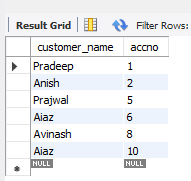 Result Grid Filter Rows:
customer_name accno
Pradeep 1
Anish 2
Prajwal 5
Aiaz 6
Avinash 8
Aiaz 10
NULL NULL